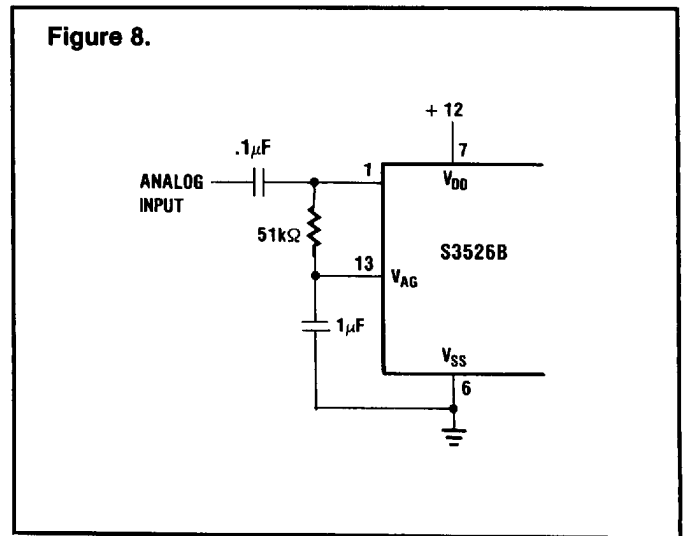 Figure 8.
+ 12
7
.1μF
1
V_DD
ANALOG
INPUT
51kΩ
S3526B
13
V_AG
1μF
V_SS
6